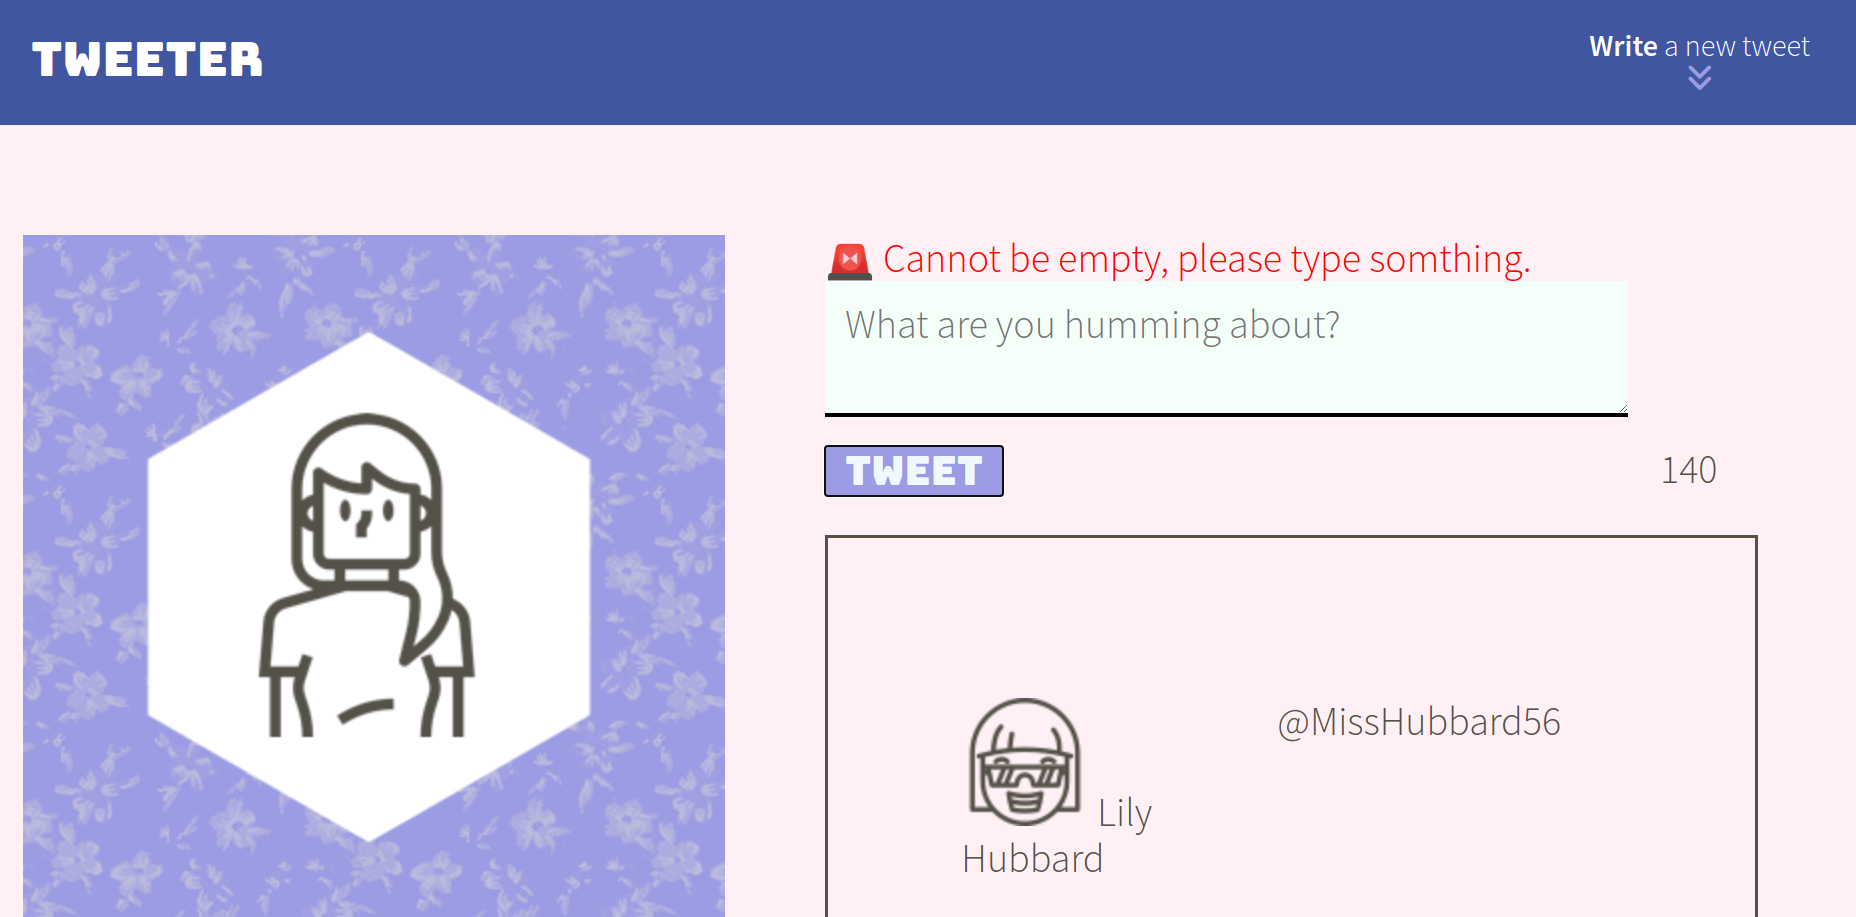 TWEETER
Write a new tweet
🚨 Cannot be empty, please type somthing.
What are you humming about?
TWEET
140
@MissHubbard56
Lily
Hubbard